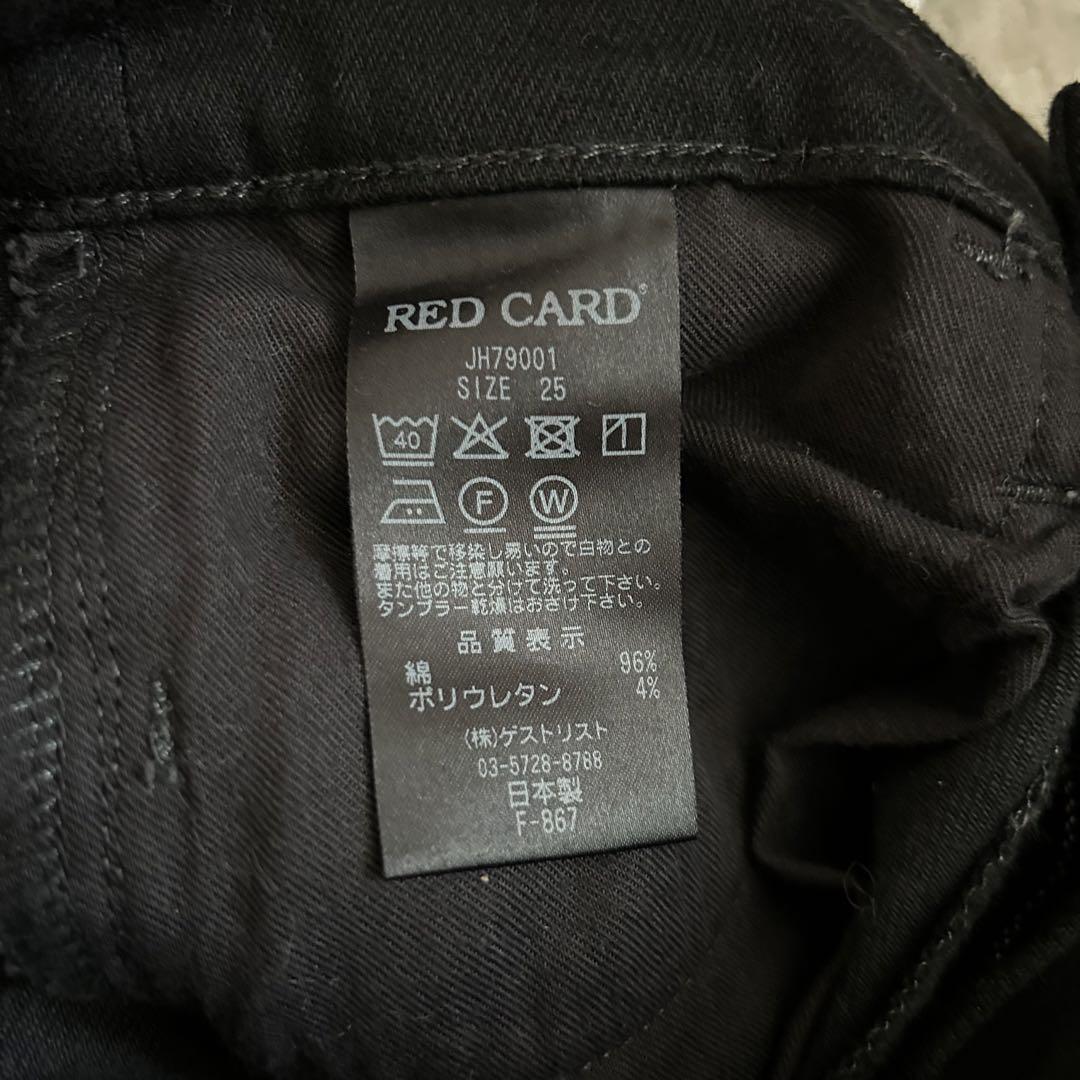 RED CARD®
JH79001
SIZE 25
40
F W
摩擦等で移染し易いので白物との
着用はご注意願います。
また他の物と分けて洗って下さい。
タンブラー乾燥はおさけ下さい。
品質表示
綿 96%
ポリウレタン 4%
(株)ゲストリスト
03-5728-8788
日本製
F-867